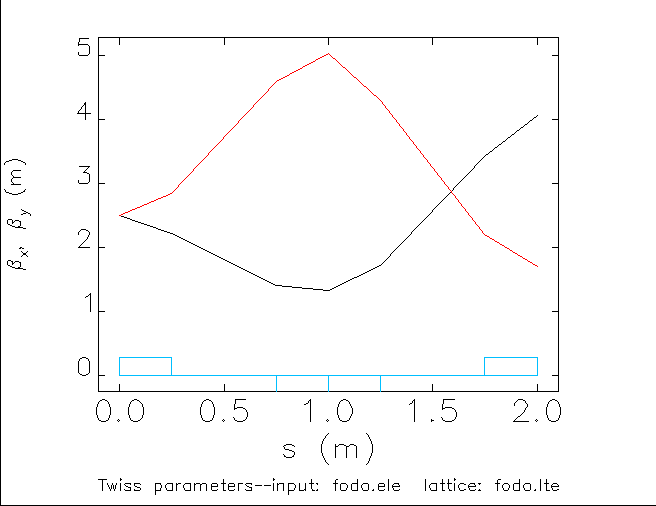 5
4
3
2
1
0
βx, βy (m)
0.0 0.5 1.0 1.5 2.0
s (m)
Twiss parameters--input: fodo.ele lattice: fodo.lte